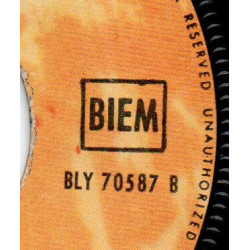 BIEM
BLY 70587 B
RESERVED UNAUTHORIZED